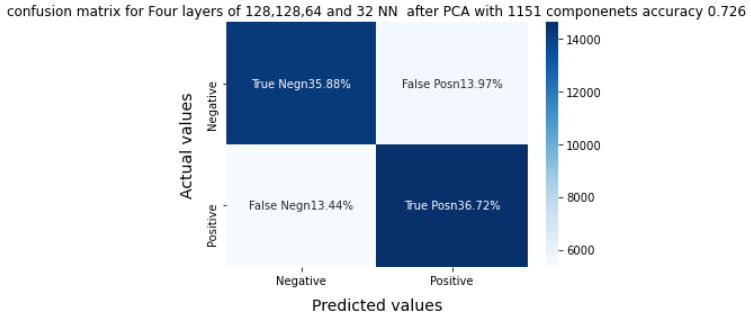 confusion matrix for Four layers of 128,128,64 and 32 NN after PCA with 1151 componenets accuracy 0.726
Actual values
Negative
Positive
True Negn35.88%
False Posn13.97%
False Negn13.44%
True Posn36.72%
14000
12000
10000
8000
6000
Negative
Positive
Predicted values